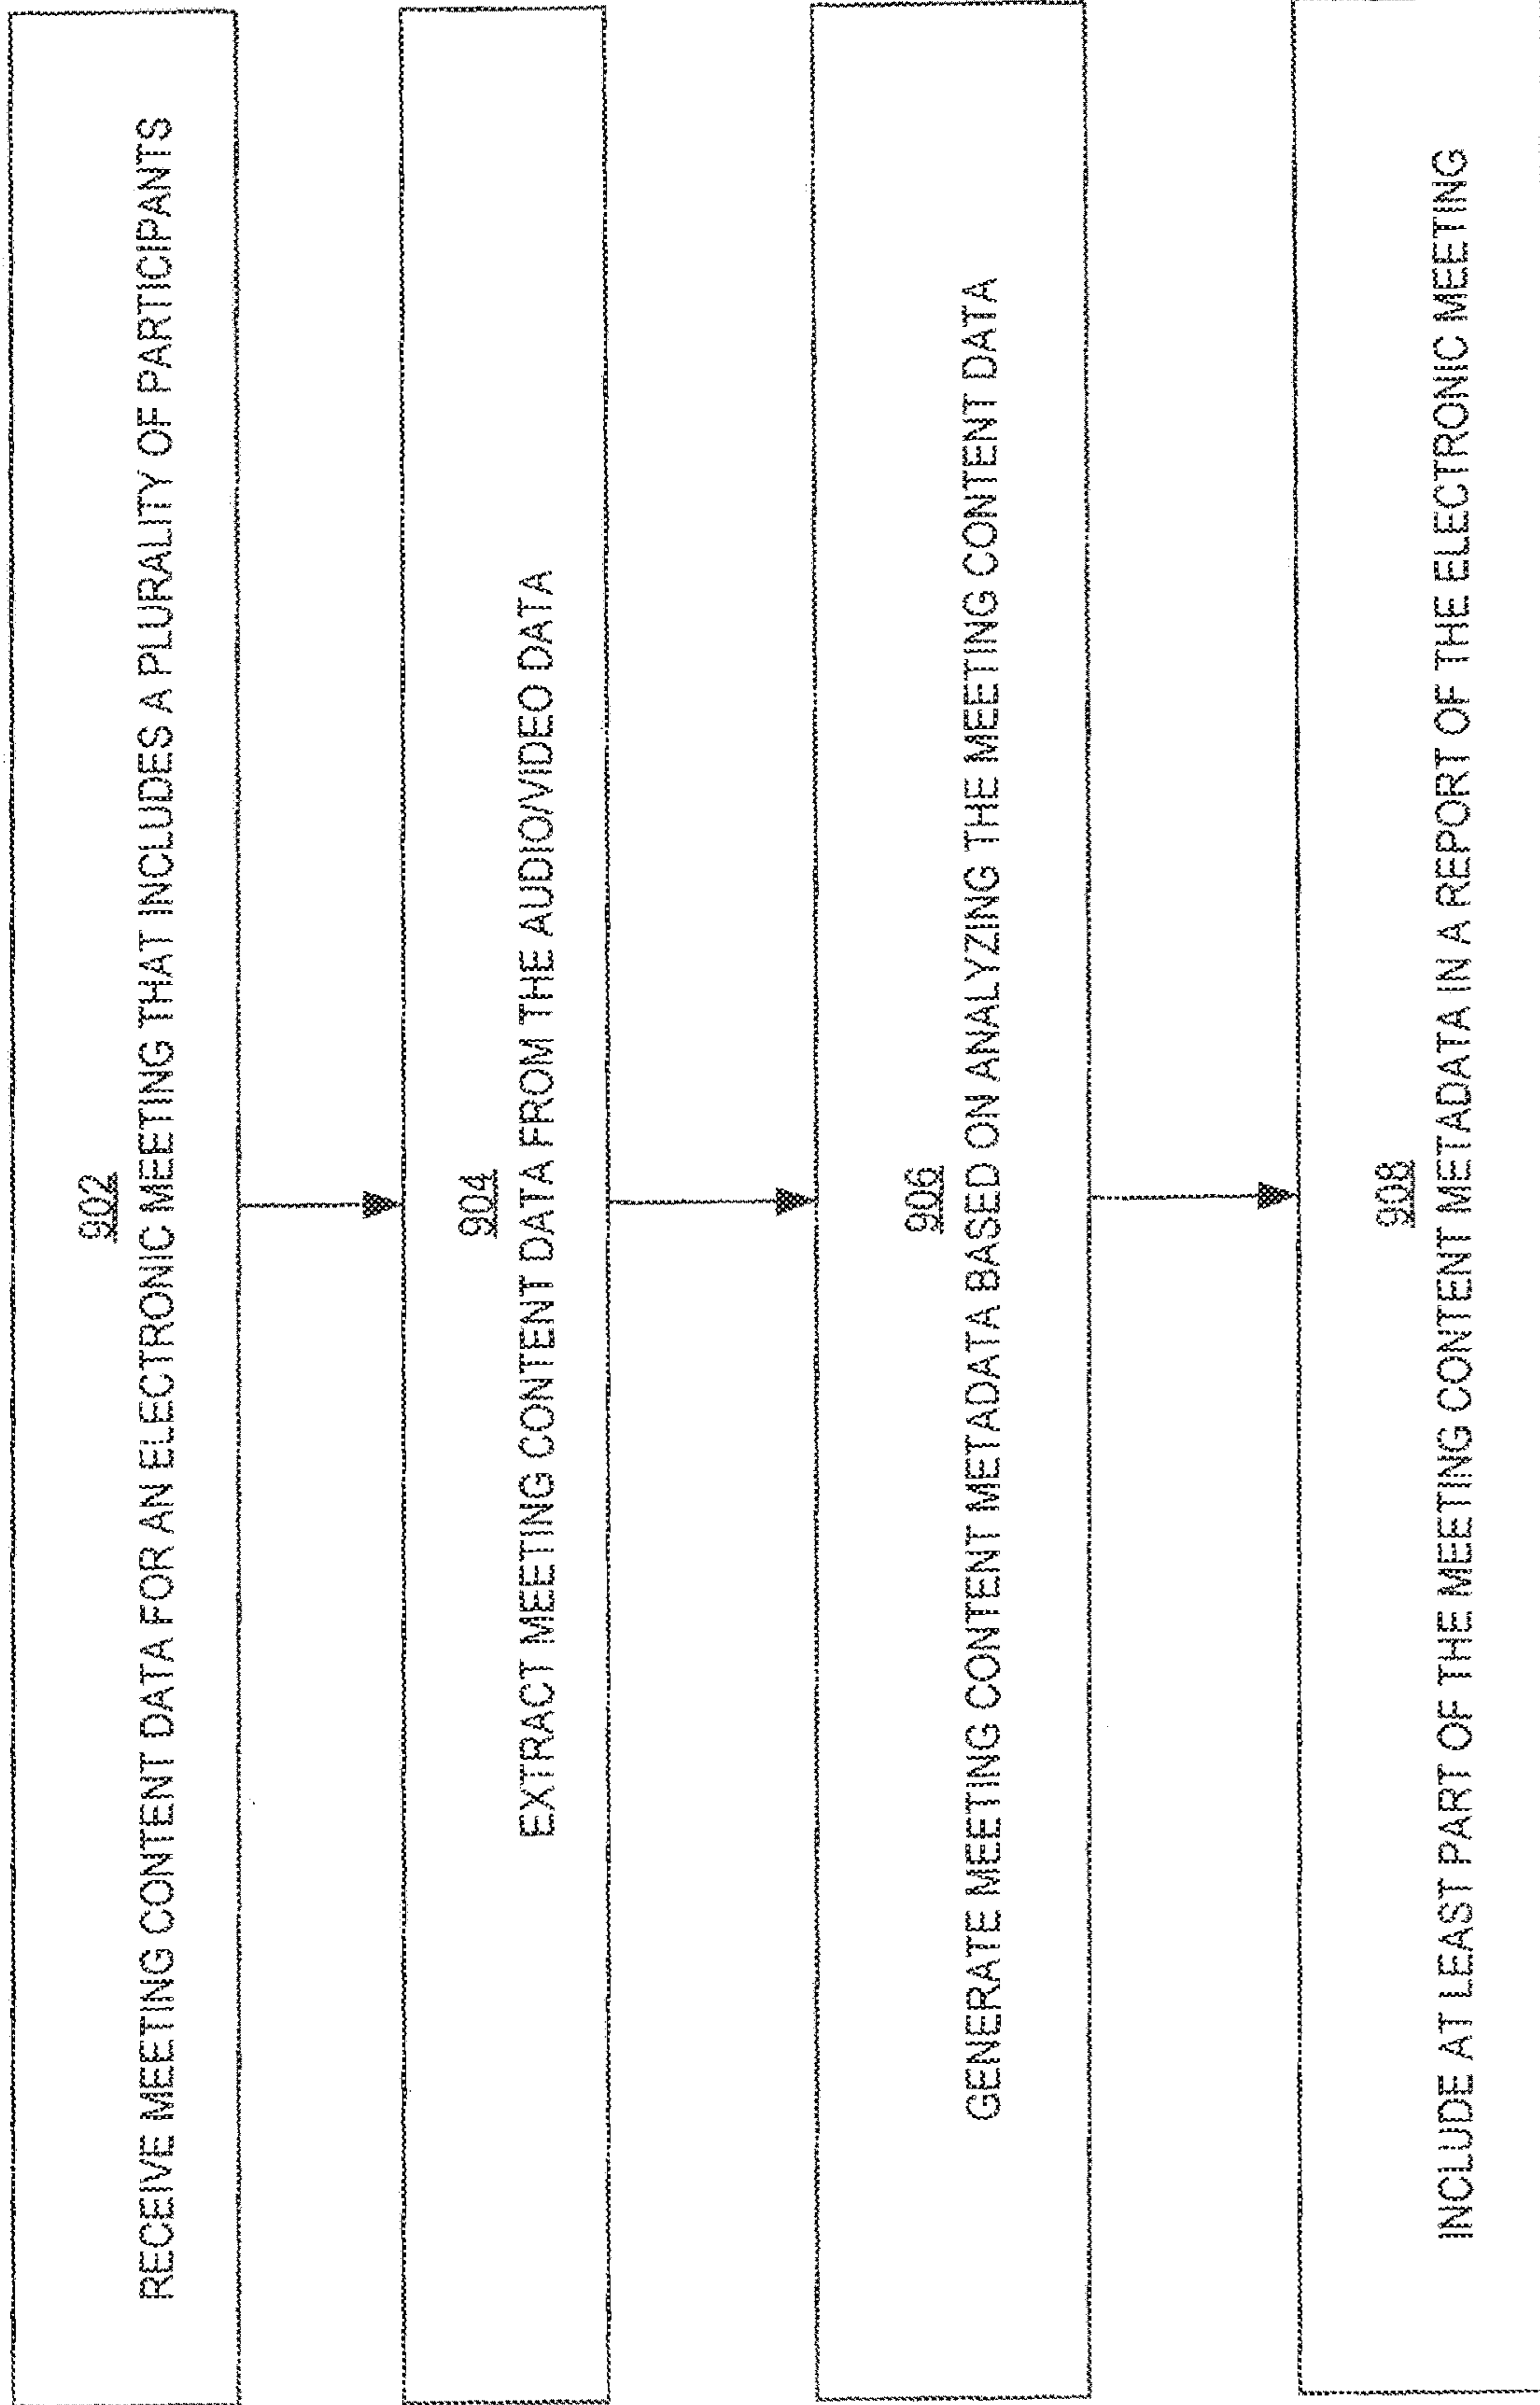 902
RECEIVE MEETING CONTENT DATA FOR AN ELECTRONIC MEETING THAT INCLUDES A PLURALITY OF PARTICIPANTS
904
EXTRACT MEETING CONTENT DATA FROM THE AUDIO/VIDEO DATA
906
GENERATE MEETING CONTENT METADATA BASED ON ANALYZING THE MEETING CONTENT DATA
908
INCLUDE AT LEAST PART OF THE MEETING CONTENT METADATA IN A REPORT OF THE ELECTRONIC MEETING